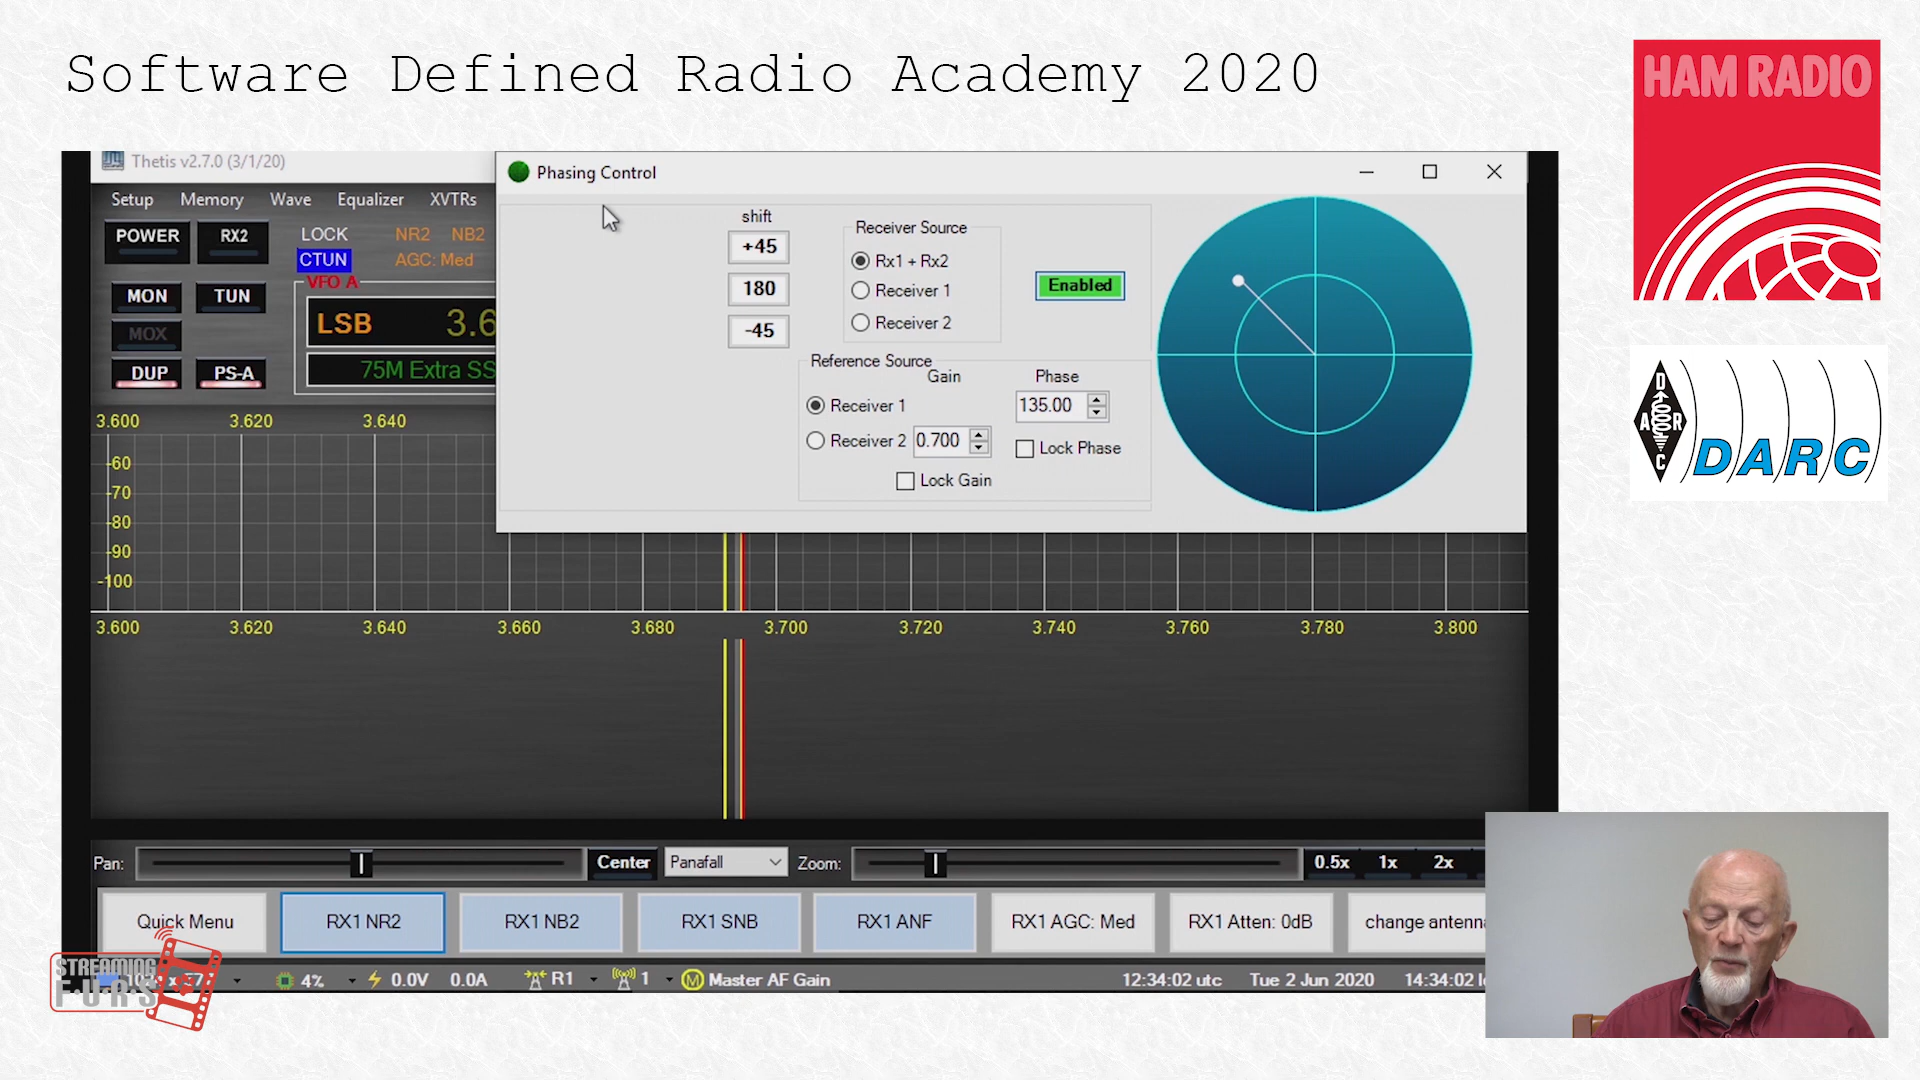 Software Defined Radio Academy 2020
HAM RADIO
DARC
DARC
Thetis v2.7.0 (3/1/20)
Setup Memory Wave Equalizer XVTRs
POWER RX2 LOCK NR2 NB2
CTUN AGC: Med
VFO A
MON TUN
LSB 3.6
MOX
DUP PS-A 75M Extra SS
Phasing Control
shift
+45
180
-45
Receiver Source
Rx1 + Rx2
Receiver 1
Receiver 2
Enabled
Reference Source
Gain Phase
Receiver 1 135.00
Receiver 2 0.700 Lock Phase
Lock Gain
3.600 3.620 3.640
-60
-70
-80
-90
-100
3.600 3.620 3.640 3.660 3.680 3.700 3.720 3.740 3.760 3.780 3.800
Pan: Center Panafall Zoom: 0.5x 1x 2x
Quick Menu RX1 NR2 RX1 NB2 RX1 SNB RX1 ANF RX1 AGC: Med RX1 Atten: 0dB change antenna
STREAMING
F.U.R.S
4% 0.0V 0.0A R1 1 M Master AF Gain 12:34:02 utc Tue 2 Jun 2020 14:34:02